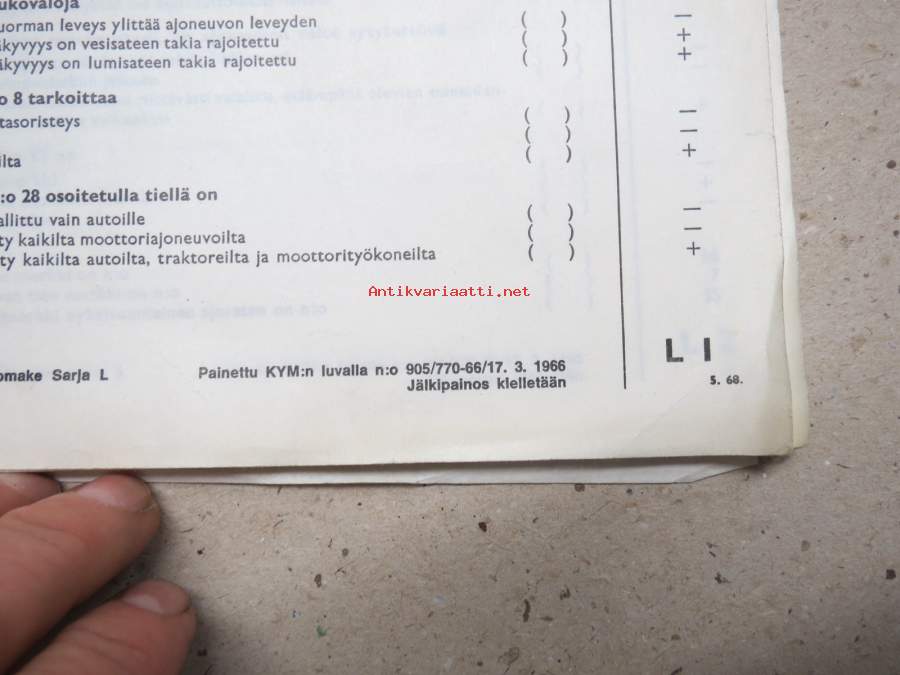 ukovaloja
uorman leveys ylittää ajoneuvon leveyden ( ) —
äkyvyys on vesisateen takia rajoitettu ( ) +
äkyvyys on lumisateen takia rajoitettu ( ) +
o 8 tarkoittaa
tasoristeys ( ) —
( ) —
ilta ( ) +
:o 28 osoitetulla tiellä on
allittu vain autoille ( ) —
ty kaikilta moottoriajoneuvoilta ( ) —
ty kaikilta autoilta, traktoreilta ja moottorityökoneilta ( ) +
Antikvariaatti.net
omake Sarja L Painettu KYM:n luvalla n:o 905/770-66/17. 3. 1966 L I
Jälkipainos kielletään 5. 68.